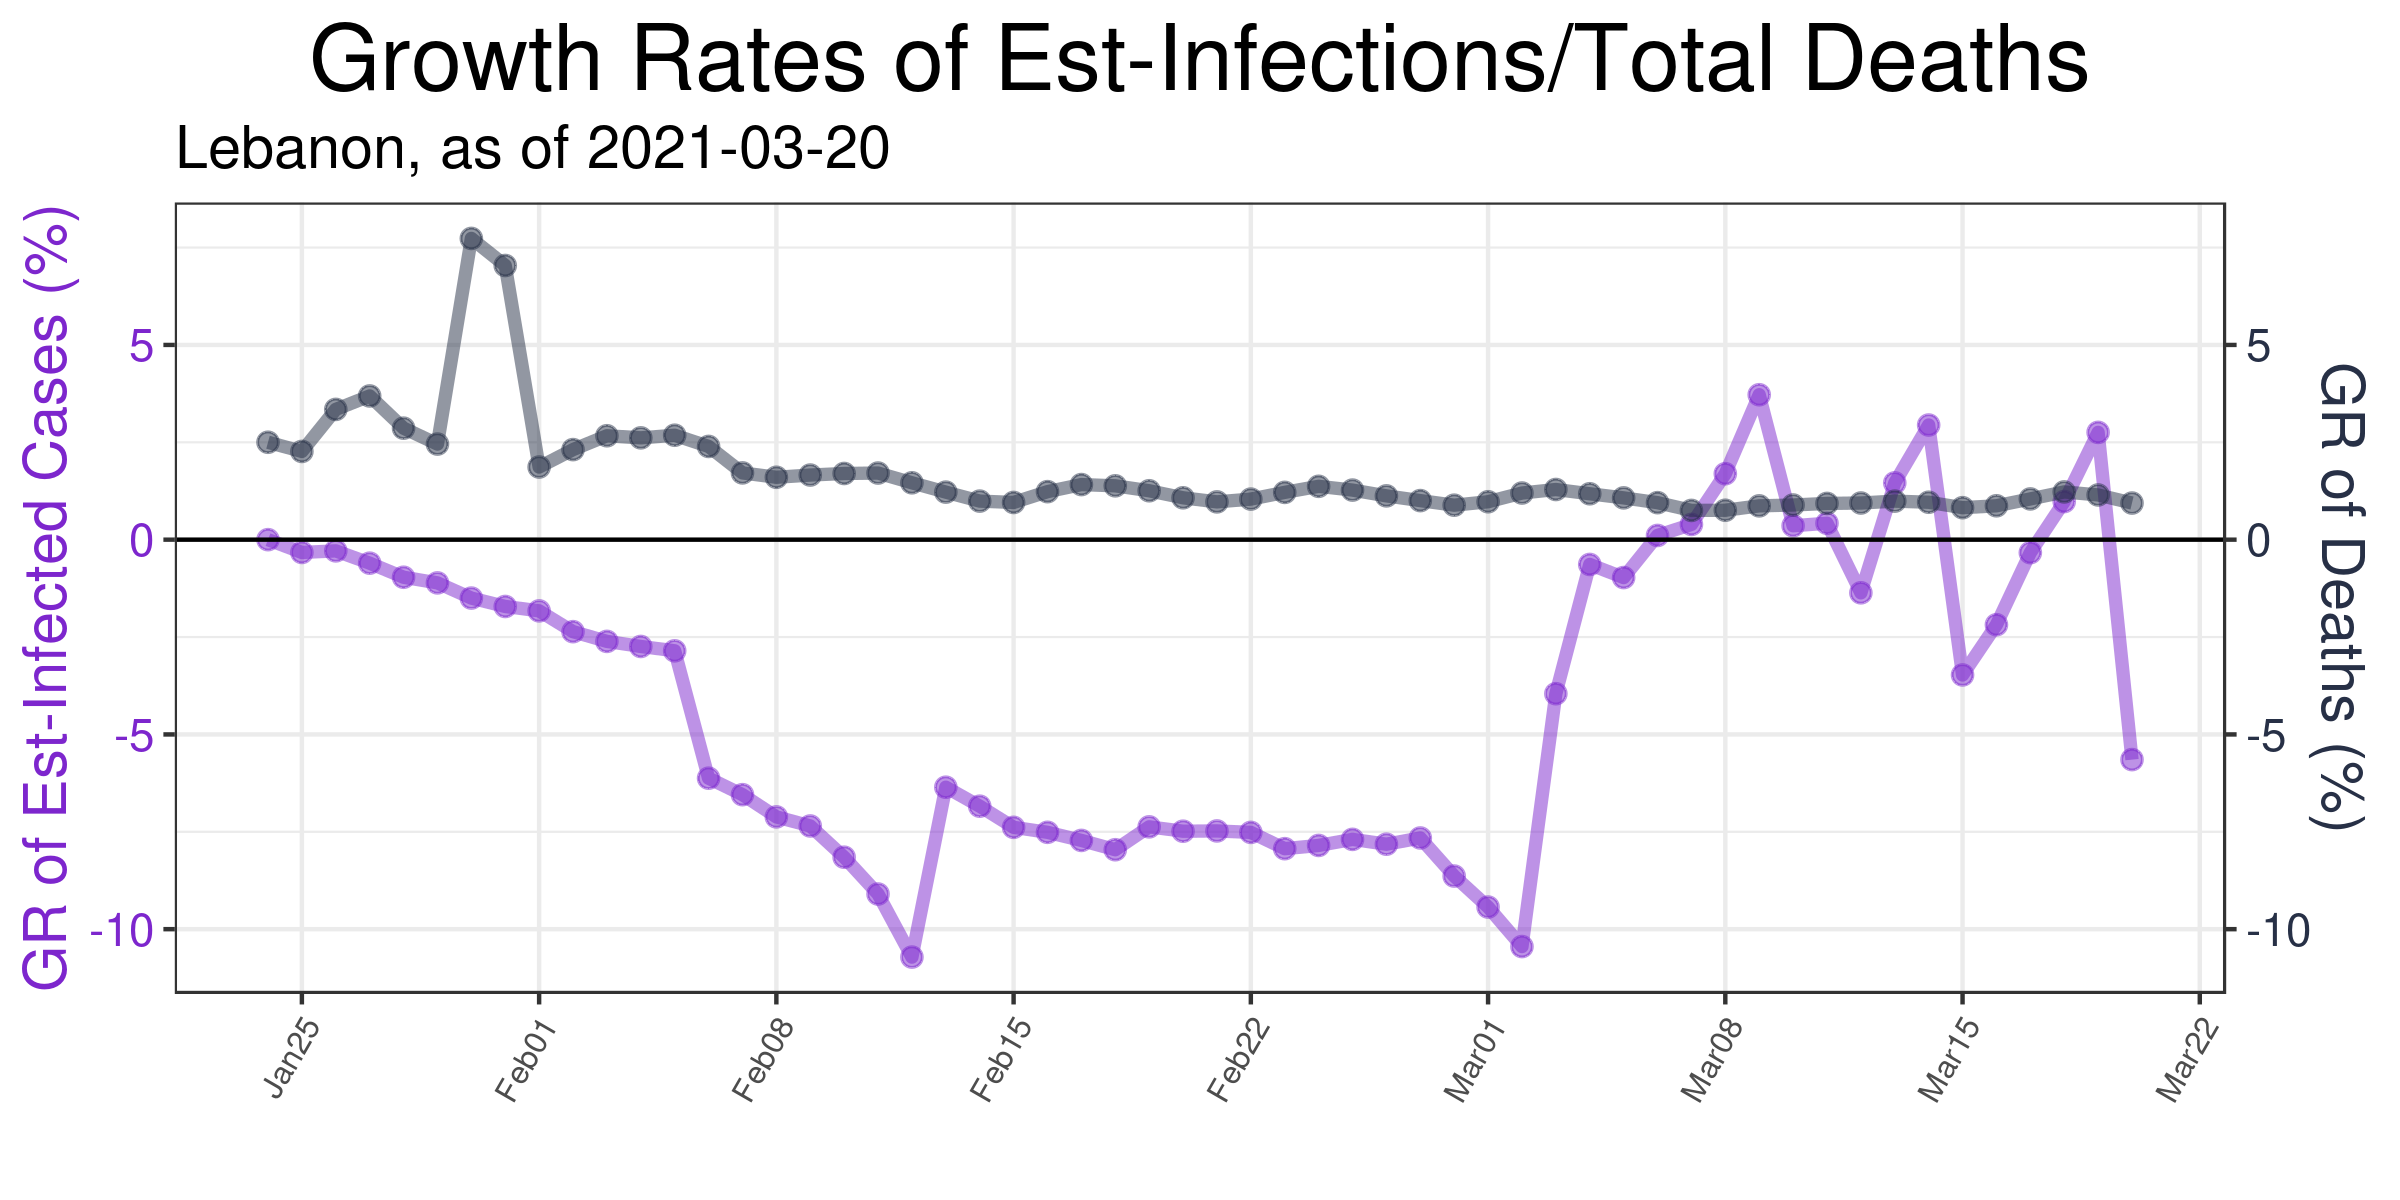 Growth Rates of Est-Infections/Total Deaths
Lebanon, as of 2021-03-20
GR of Est-Infected Cases (%)
5
0
-5
-10
5
0
-5
-10
GR of Deaths (%)
Jan25
Feb01
Feb08
Feb15
Feb22
Mar01
Mar08
Mar15
Mar22